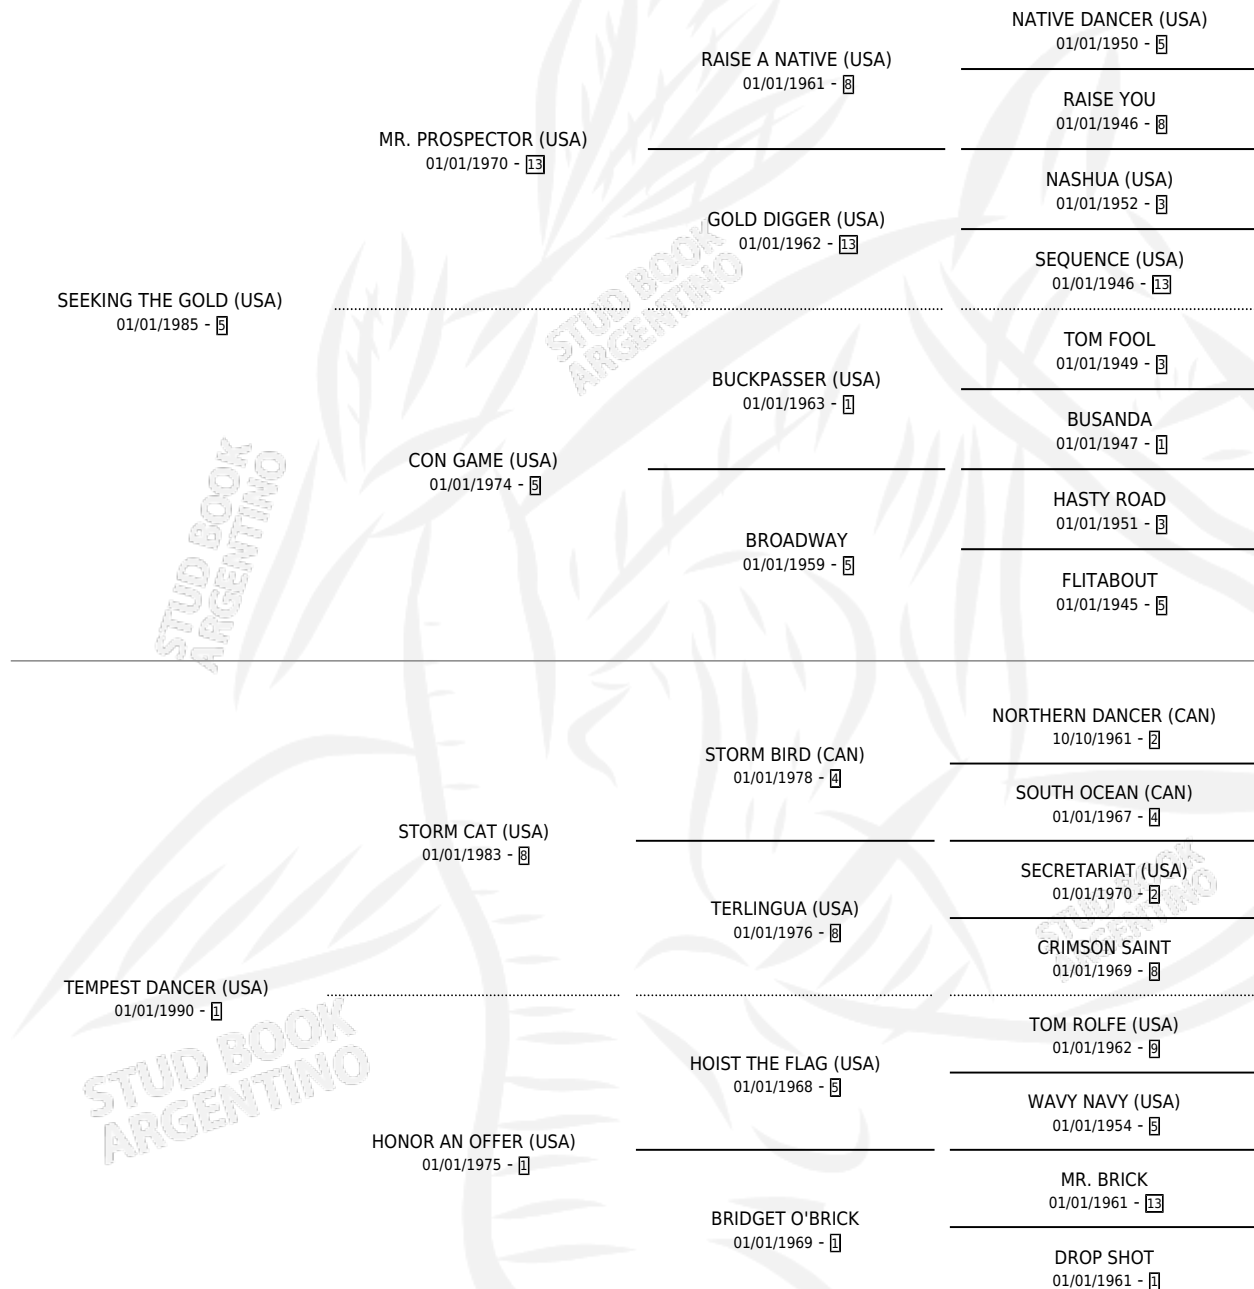 NATIVE DANCER (USA)
01/01/1950 - 5
RAISE A NATIVE (USA)
01/01/1961 - 8
RAISE YOU
01/01/1946 - 8
MR. PROSPECTOR (USA)
01/01/1970 - 13
NASHUA (USA)
01/01/1952 - 3
GOLD DIGGER (USA)
01/01/1962 - 13
SEQUENCE (USA)
01/01/1946 - 13
SEEKING THE GOLD (USA)
01/01/1985 - 5
STUD BOOK
ARGENTINO
TOM FOOL
01/01/1949 - 3
BUCKPASSER (USA)
01/01/1963 - 1
BUSANDA
01/01/1947 - 1
CON GAME (USA)
01/01/1974 - 5
HASTY ROAD
01/01/1951 - 3
BROADWAY
01/01/1959 - 5
FLITABOUT
01/01/1945 - 5
STUD BOOK
ARGENTINO
NORTHERN DANCER (CAN)
10/10/1961 - 2
STORM BIRD (CAN)
01/01/1978 - 4
SOUTH OCEAN (CAN)
01/01/1967 - 4
STORM CAT (USA)
01/01/1983 - 8
SECRETARIAT (USA)
01/01/1970 - 2
TERLINGUA (USA)
01/01/1976 - 8
STUD BOOK
ARGENTINO
CRIMSON SAINT
01/01/1969 - 8
TEMPEST DANCER (USA)
01/01/1990 - 1
STUD BOOK
ARGENTINO
TOM ROLFE (USA)
01/01/1962 - 9
HOIST THE FLAG (USA)
01/01/1968 - 5
WAVY NAVY (USA)
01/01/1954 - 5
HONOR AN OFFER (USA)
01/01/1975 - 1
MR. BRICK
01/01/1961 - 13
BRIDGET O'BRICK
01/01/1969 - 1
DROP SHOT
01/01/1961 - 1